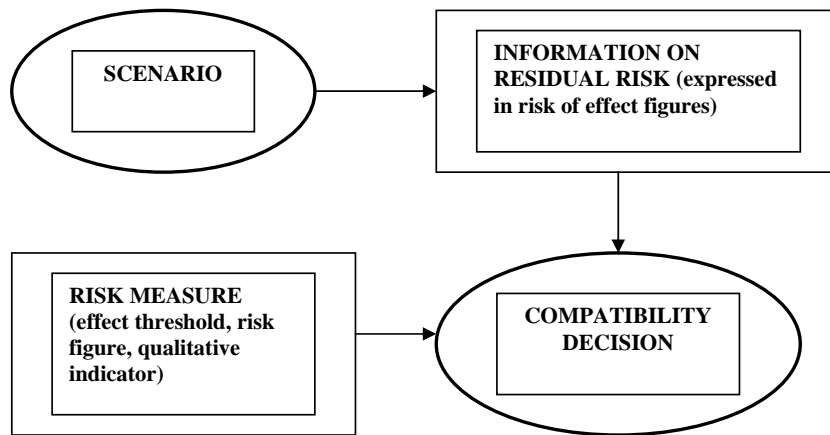 SCENARIO
INFORMATION ON
RESIDUAL RISK (expressed
in risk of effect figures)
RISK MEASURE
(effect threshold, risk
figure, qualitative
indicator)
COMPATIBILITY
DECISION